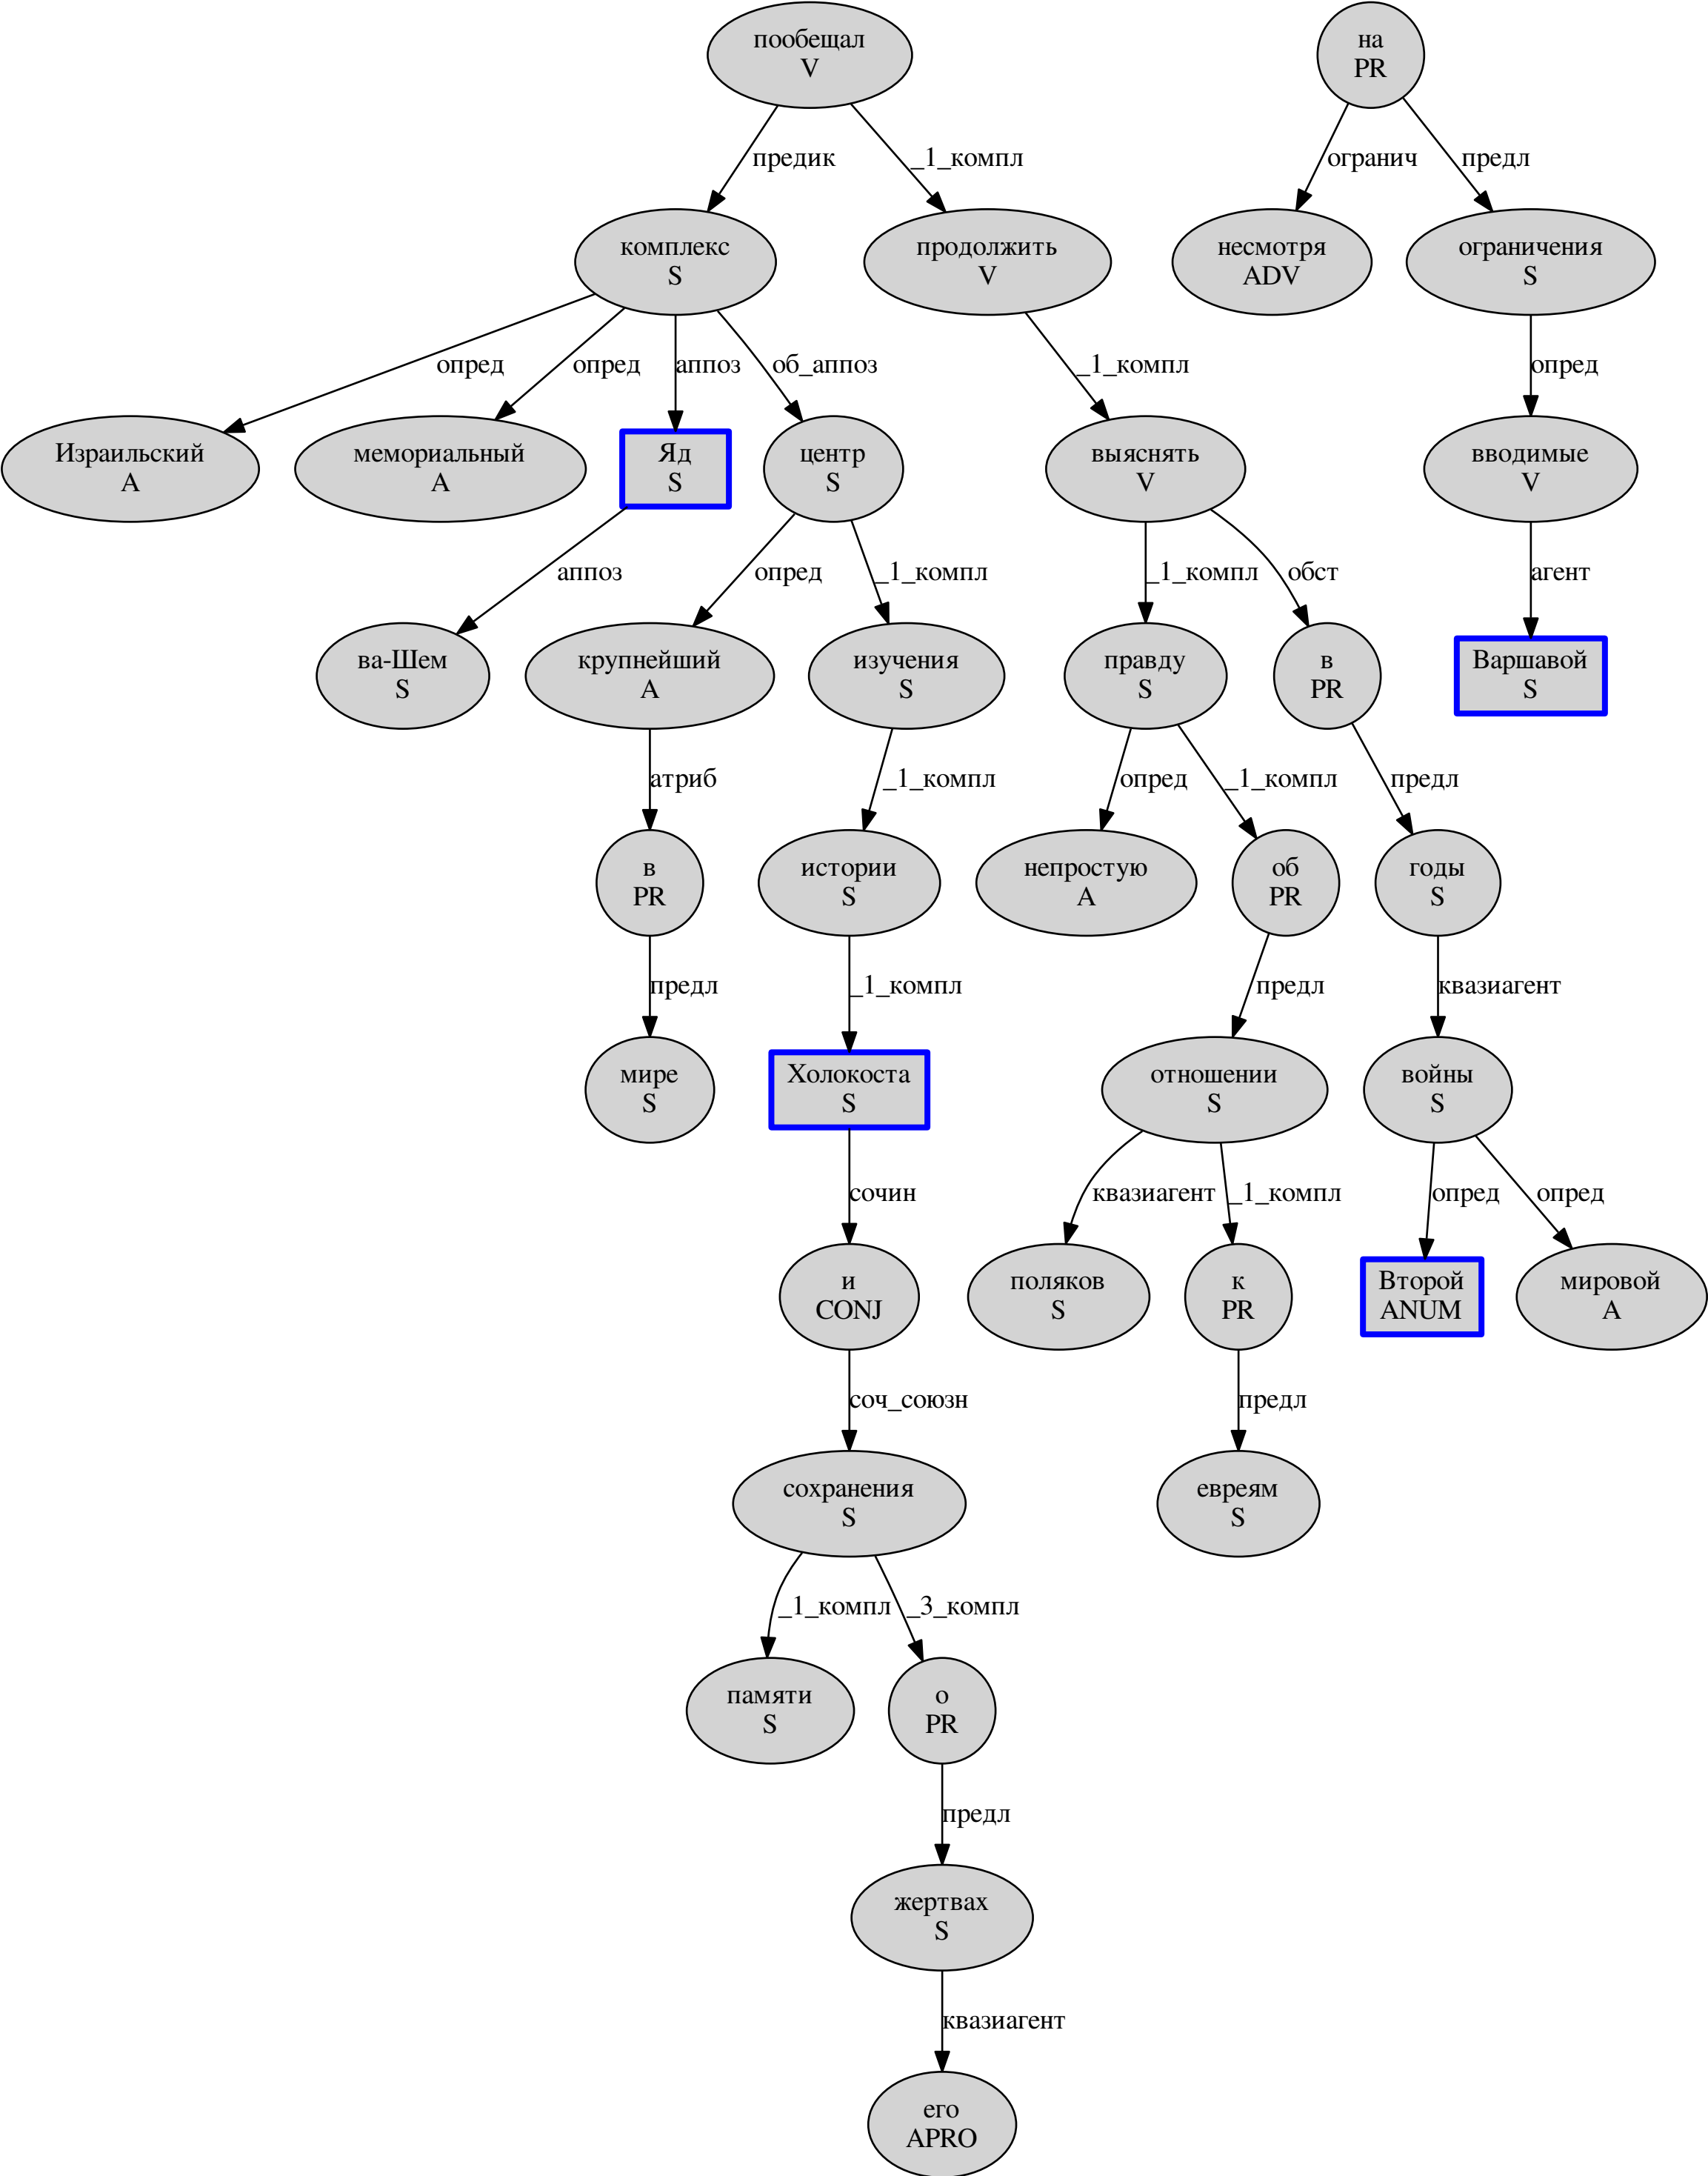 пообещал
V
на
PR
предик
_1_компл
огранич
предл
комплекс
S
продолжить
V
несмотря
ADV
ограничения
S
опред
опред
аппоз
об_аппоз
_1_компл
опред
Израильский
A
мемориальный
A
Яд
S
центр
S
выяснять
V
вводимые
V
аппоз
опред
_1_компл
_1_компл
обст
агент
ва-Шем
S
крупнейший
A
изучения
S
правду
S
в
PR
Варшавой
S
атриб
_1_компл
опред
_1_компл
предл
в
PR
истории
S
непростую
A
об
PR
годы
S
предл
_1_компл
предл
квазиагент
мире
S
Холокоста
S
отношении
S
войны
S
сочин
квазиагент
_1_компл
опред
опред
и
CONJ
поляков
S
к
PR
Второй
ANUM
мировой
A
соч_союзн
предл
сохранения
S
евреям
S
_1_компл
_3_компл
памяти
S
о
PR
предл
жертвах
S
квазиагент
его
APRO